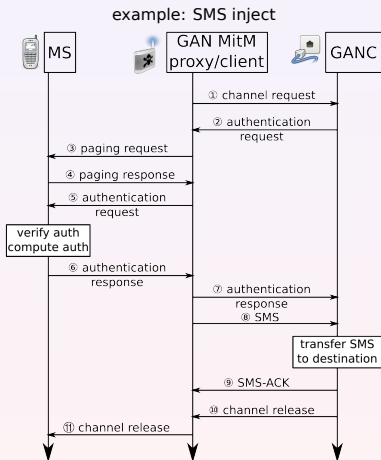 example: SMS inject
MS
GAN MitM
proxy/client
GANC
① channel request
② authentication
request
③ paging request
④ paging response
⑤ authentication
request
verify auth
compute auth
⑥ authentication
response
⑦ authentication
response
⑧ SMS
transfer SMS
to destination
⑨ SMS-ACK
⑩ channel release
⑪ channel release